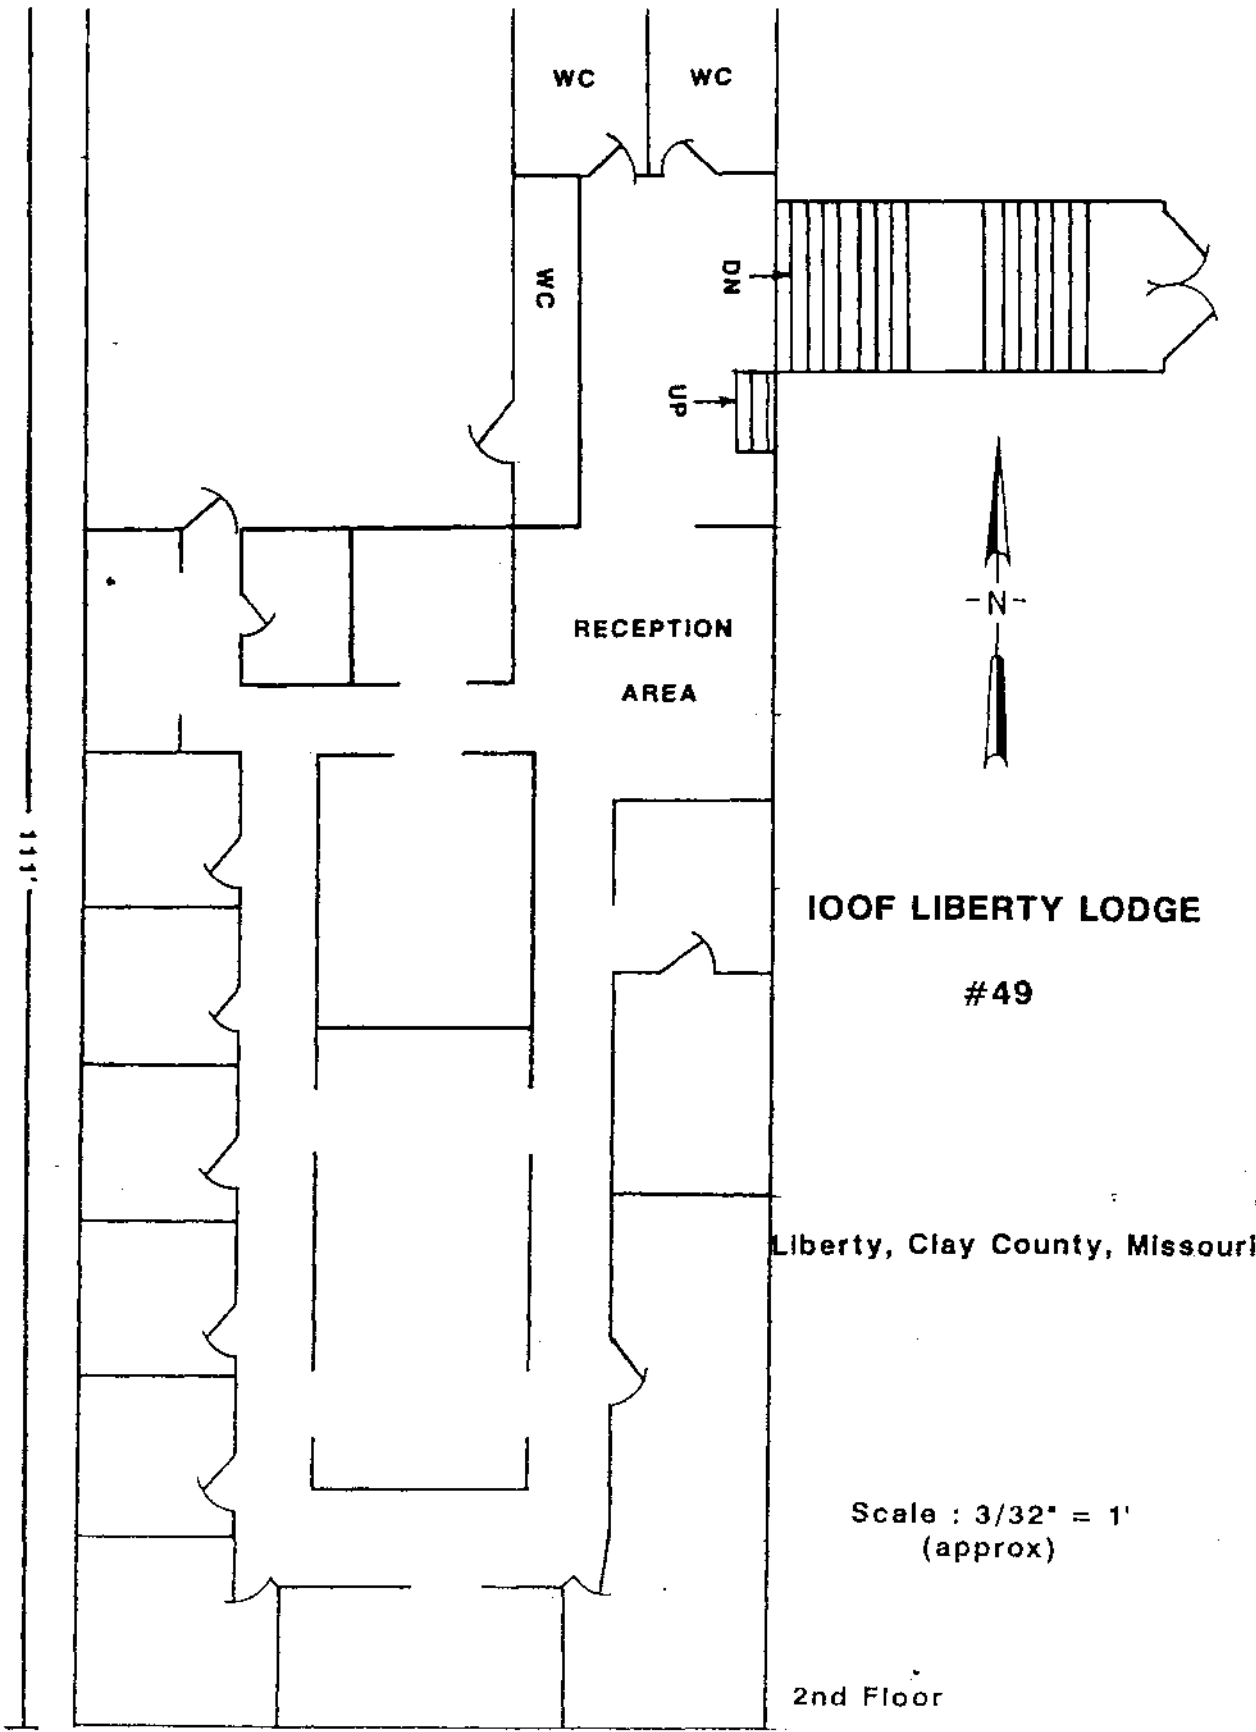 WC
WC
WC
DN
UP
-N-
RECEPTION
AREA
111'
IOOF LIBERTY LODGE
#49
Liberty, Clay County, Missouri
Scale : 3/32" = 1'
(approx)
2nd Floor